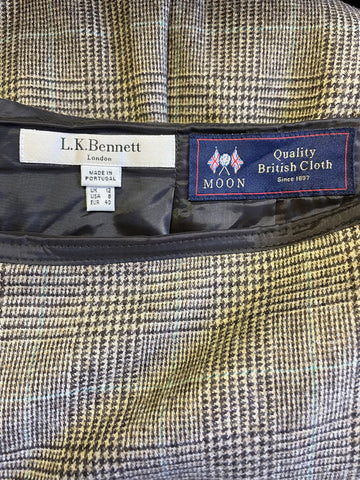 L.K.Bennett
London
MADE IN
PORTUGAL
UK 12
USA 8
EUR 40
MOON
Quality
British Cloth
Since 1837